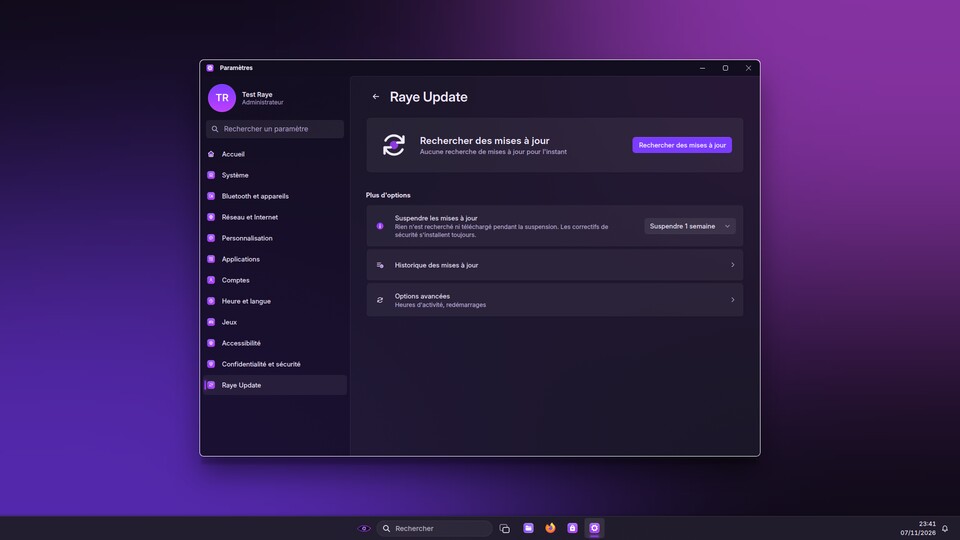 Paramètres
TR
Test Raye
Administrateur
Rechercher un paramètre
Accueil
Système
Bluetooth et appareils
Réseau et Internet
Personnalisation
Applications
Comptes
Heure et langue
Jeux
Accessibilité
Confidentialité et sécurité
Raye Update
Raye Update
Rechercher des mises à jour
Aucune recherche de mises à jour pour l'instant
Rechercher des mises à jour
Plus d'options
Suspendre les mises à jour
Rien n'est recherché ni téléchargé pendant la suspension. Les correctifs de
sécurité s'installent toujours.
Suspendre 1 semaine
Historique des mises à jour
Options avancées
Heures d'activité, redémarrages
Rechercher
23:41
07/11/2026